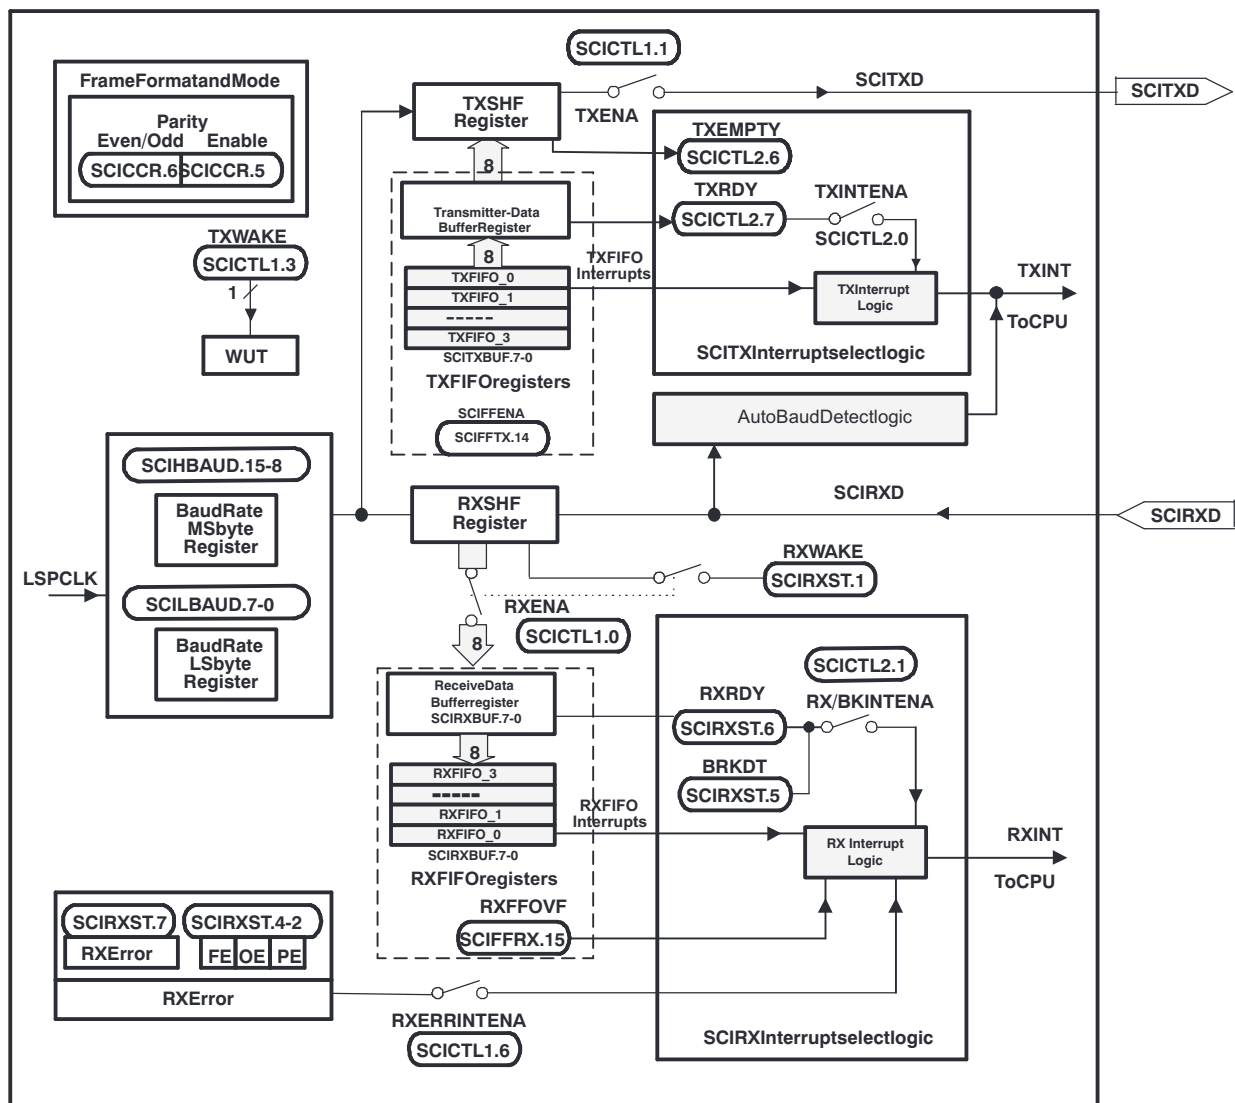 SCICTL1.1
FrameFormatandMode
Parity
Even/Odd Enable
SCICCR.6 SCICCR.5
TXSHF
Register
TXENA
SCITXD
SCITXD
TXEMPTY
SCICTL2.6
8
TXRDY
SCICTL2.7
TXINTENA
SCICTL2.0
Transmitter-Data
BufferRegister
8
TXWAKE
SCICTL1.3
1
WUT
TXFIFO
Interrupts
TXFIFO_0
TXFIFO_1
-----
TXFIFO_3
SCITXBUF.7-0
TXFIFOregisters
SCIFFENA
SCIFFTX.14
TXInterrupt
Logic
TXINT
ToCPU
SCITXInterruptselectlogic
AutoBaudDetectlogic
SCIHBAUD.15-8
BaudRate
MSbyte
Register
LSPCLK
SCILBAUD.7-0
BaudRate
LSbyte
Register
RXSHF
Register
SCIRXD
SCIRXD
RXWAKE
SCIRXST.1
RXENA
SCICTL1.0
8
ReceiveData
Bufferregister
SCIRXBUF.7-0
8
SCICTL2.1
RXRDY
RX/BKINTENA
SCIRXST.6
BRKDT
SCIRXST.5
RXFIFO_3
-----
RXFIFO_1
RXFIFO_0
SCIRXBUF.7-0
RXFIFOregisters
RXFIFO
Interrupts
RX Interrupt
Logic
RXINT
ToCPU
RXFFOVF
SCIFFRX.15
SCIRXST.7
SCIRXST.4-2
RXError
FE OE PE
RXError
RXERRINTENA
SCICTL1.6
SCIRXInterruptselectlogic